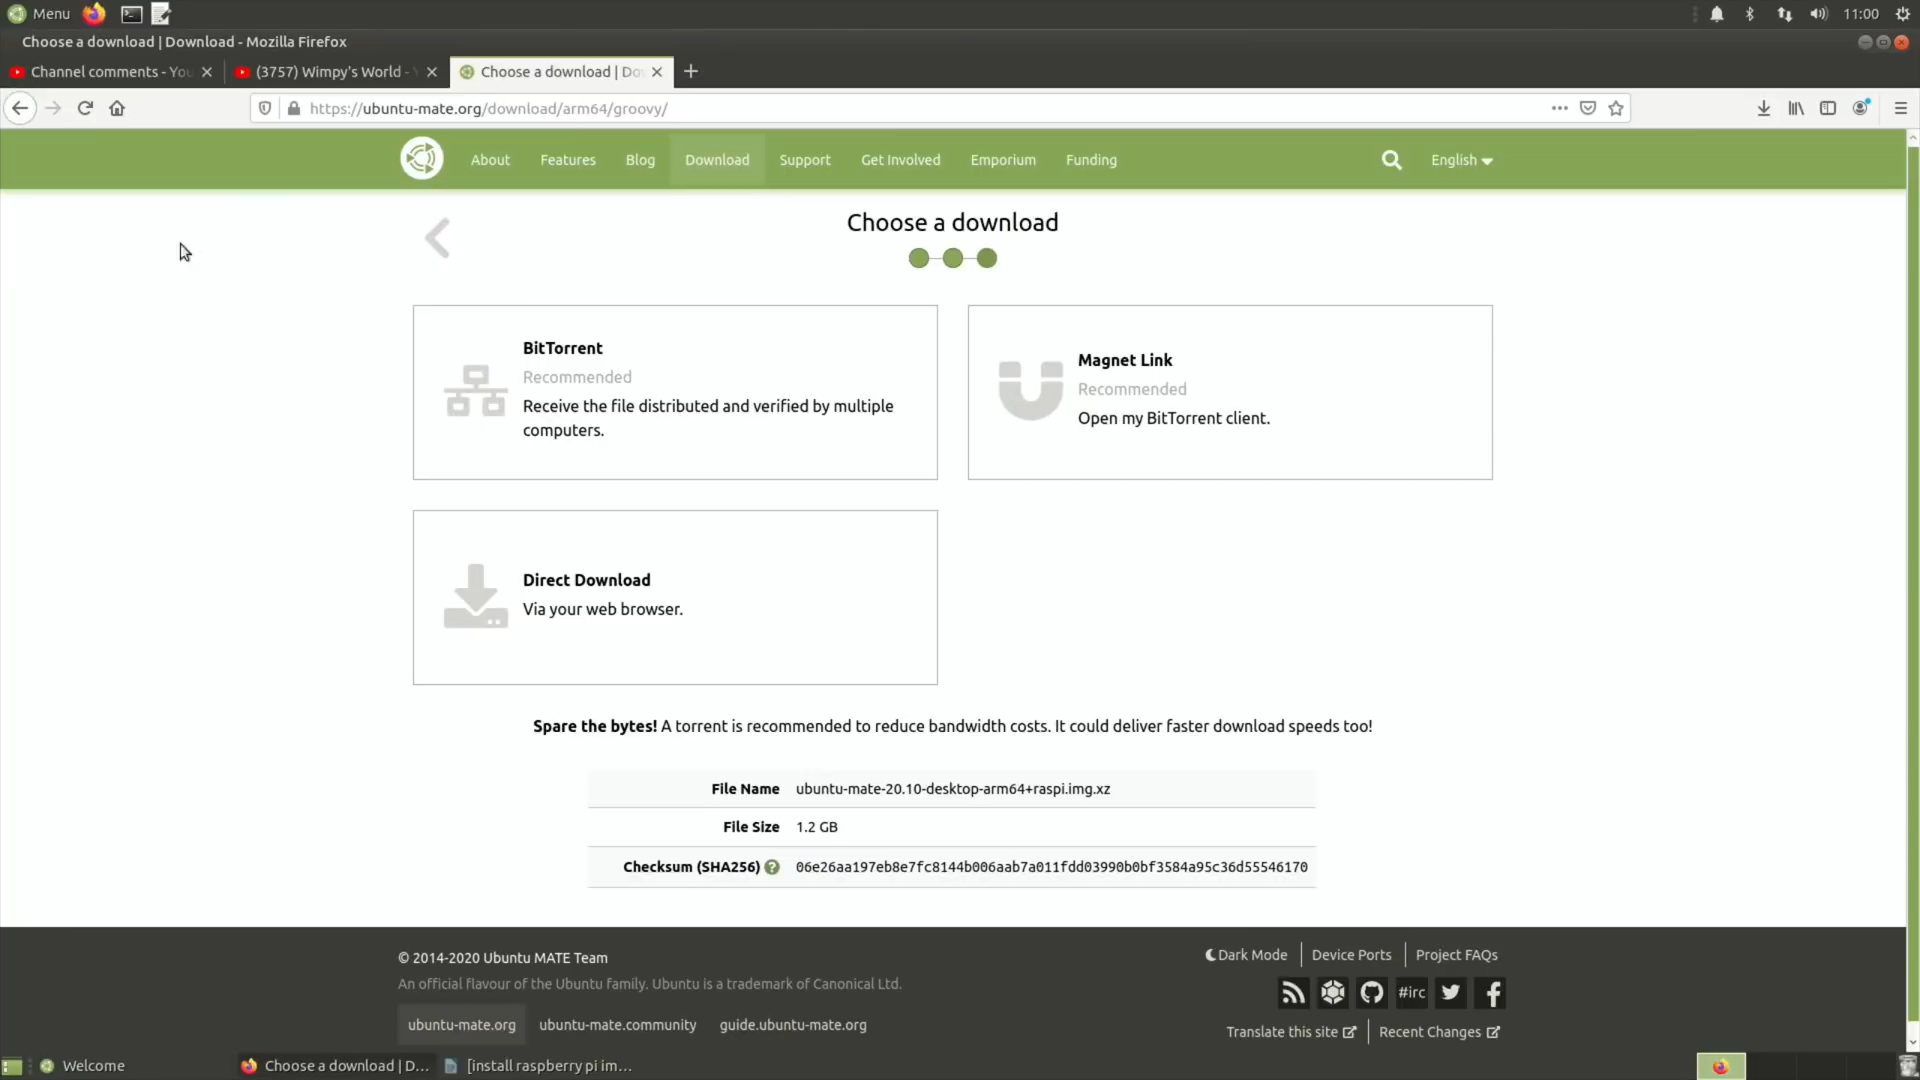 Menu
11:00
Choose a download | Download - Mozilla Firefox
Channel comments - You
(3757) Wimpy's World -
Choose a download | Do
https://ubuntu-mate.org/download/arm64/groovy/
About
Features
Blog
Download
Support
Get Involved
Emporium
Funding
English
Choose a download
BitTorrent
Recommended
Receive the file distributed and verified by multiple
computers.
Magnet Link
Recommended
Open my BitTorrent client.
Direct Download
Via your web browser.
Spare the bytes! A torrent is recommended to reduce bandwidth costs. It could deliver faster download speeds too!
File Name ubuntu-mate-20.10-desktop-arm64+raspi.img.xz
File Size 1.2 GB
Checksum (SHA256) ? 06e26aa197eb8e7fc8144b006aab7a011fdd03990b0bf3584a95c36d55546170
© 2014-2020 Ubuntu MATE Team
An official flavour of the Ubuntu family. Ubuntu is a trademark of Canonical Ltd.
ubuntu-mate.org
ubuntu-mate.community
guide.ubuntu-mate.org
Dark Mode
Device Ports
Project FAQs
#irc
Translate this site
Recent Changes
Welcome
Choose a download | D...
[install raspberry pi im...